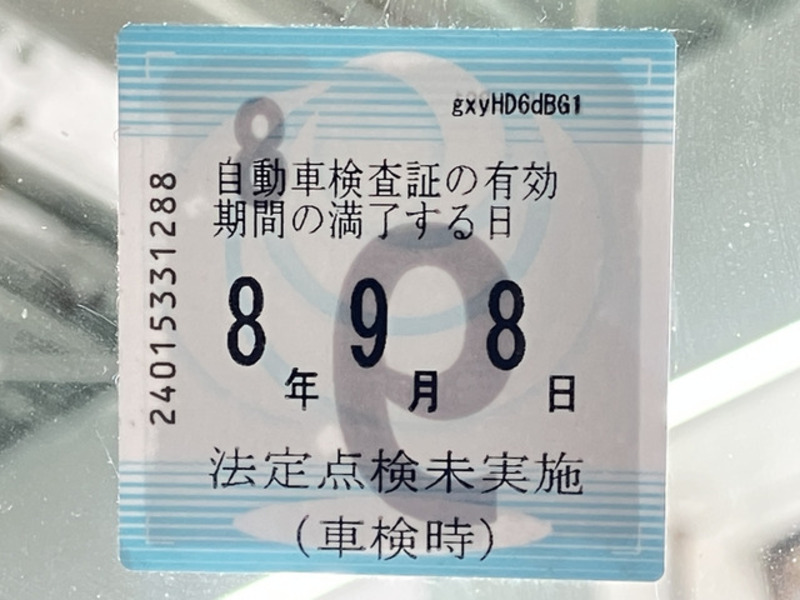 gxyHD6dBG1
自動車検査証の有効
期間の満了する日
8年 9月 8日
法定点検未実施
(車検時)
24015331288